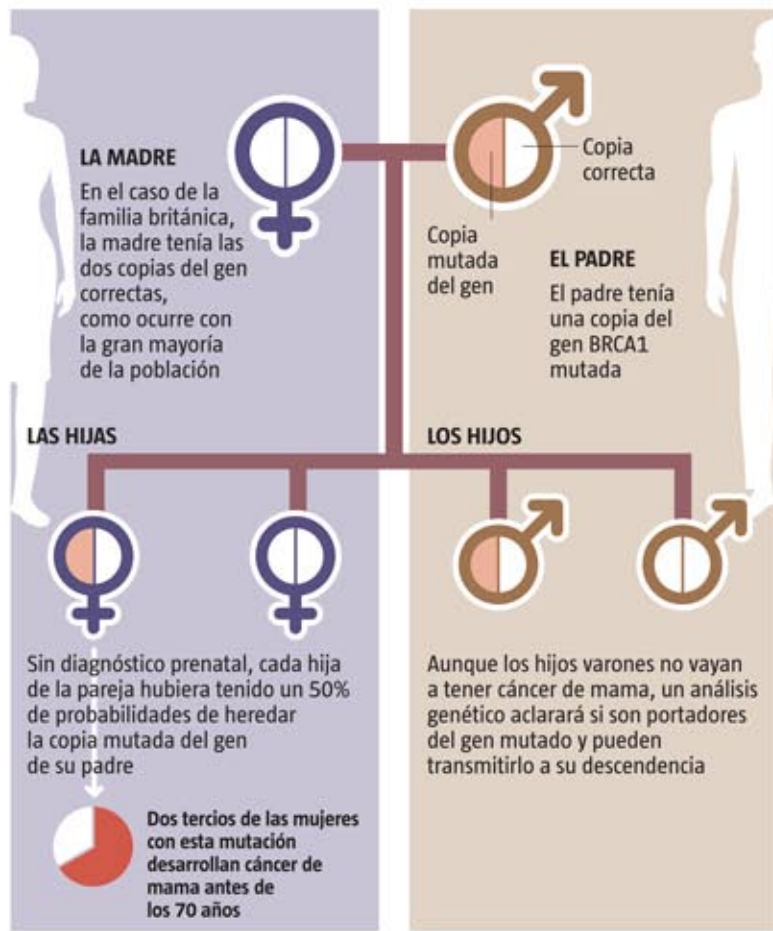 LA MADRE
En el caso de la
familia británica,
la madre tenía las
dos copias del gen
correctas,
como ocurre con
la gran mayoría
de la población
Copia
correcta
Copia
mutada
del gen
EL PADRE
El padre tenía
una copia del
gen BRCA1
mutada
LAS HIJAS
LOS HIJOS
Sin diagnóstico prenatal, cada hija
de la pareja hubiera tenido un 50%
de probabilidades de heredar
la copia mutada del gen
de su padre
Aunque los hijos varones no vayan
a tener cáncer de mama, un análisis
genético aclarará si son portadores
del gen mutado y pueden
transmitirlo a su descendencia
Dos tercios de las mujeres
con esta mutación
desarrollan cáncer de
mama antes de
los 70 años